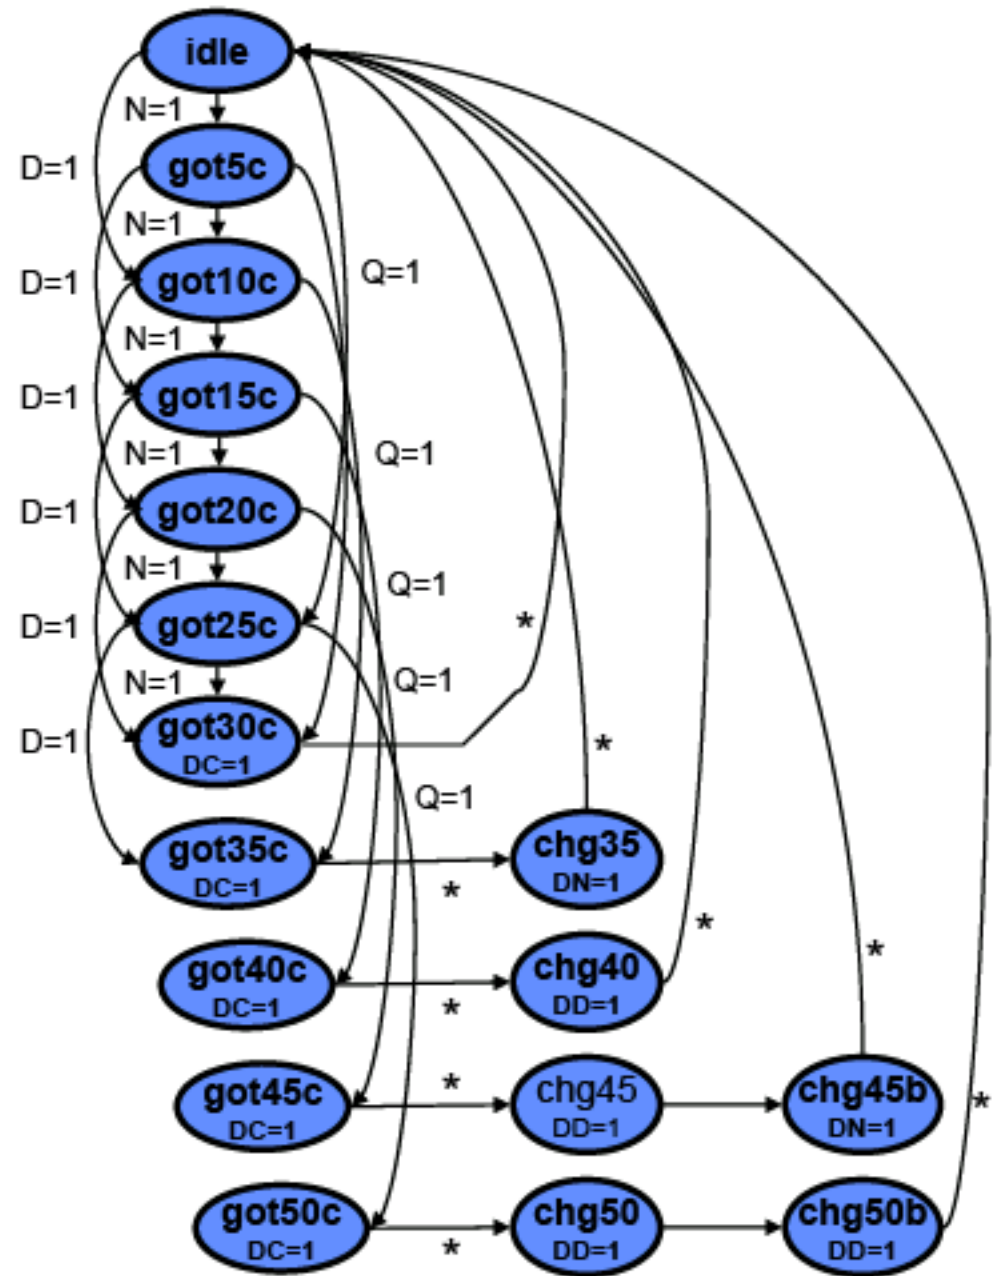 idle
N=1
D=1
got5c
N=1
Q=1
D=1
got10c
N=1
D=1
got15c
N=1
Q=1
D=1
got20c
N=1
Q=1
D=1
got25c
*
N=1
Q=1
D=1
got30c
DC=1
*
Q=1
got35c
DC=1
*
chg35
DN=1
*
got40c
DC=1
*
chg40
DD=1
*
got45c
DC=1
*
chg45
DD=1
chg45b
DN=1
*
got50c
DC=1
*
chg50
DD=1
chg50b
DD=1